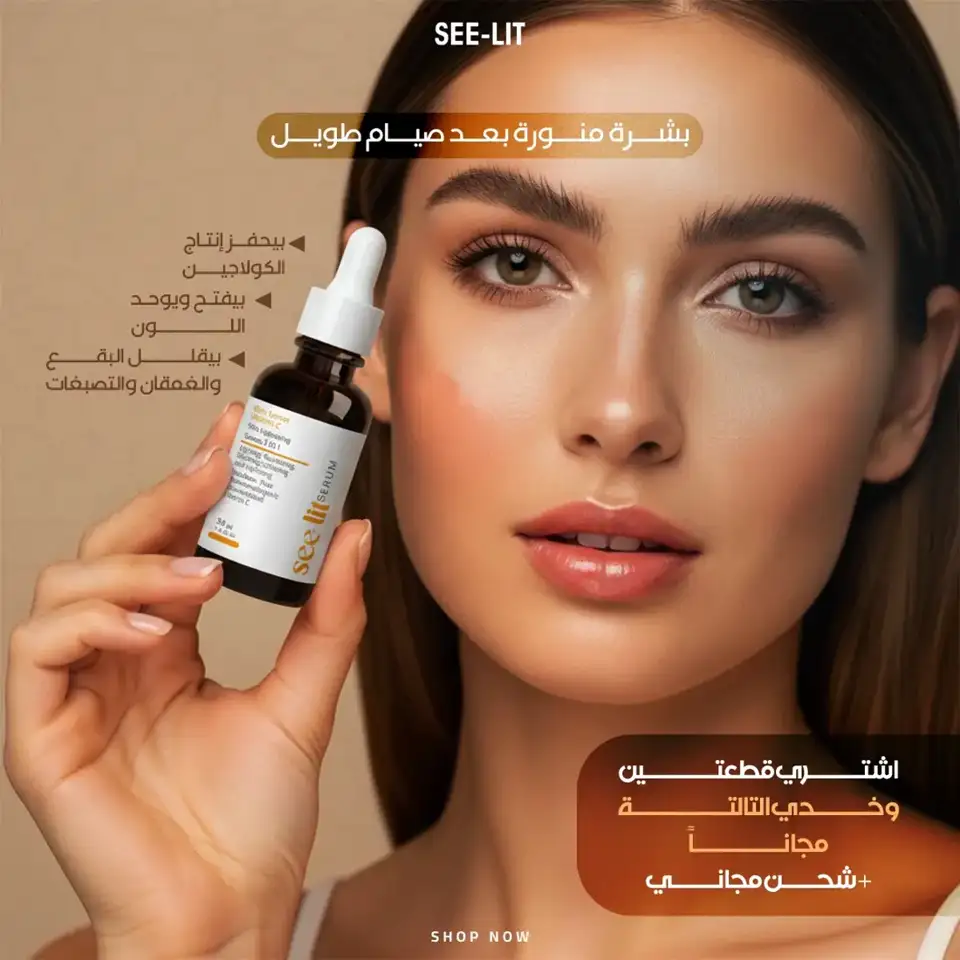 SEE-LIT
بشرة منورة بعد صيام طويل
بيحفز إنتاج
الكولاجين
بيفتح ويوحد
اللون
بيقلل البقع
والغمقان والتصبغات
see·lit SERUM
اشتري قطعتين
وخدي التالتة
مجاناً
+شحن مجاني
SHOP NOW